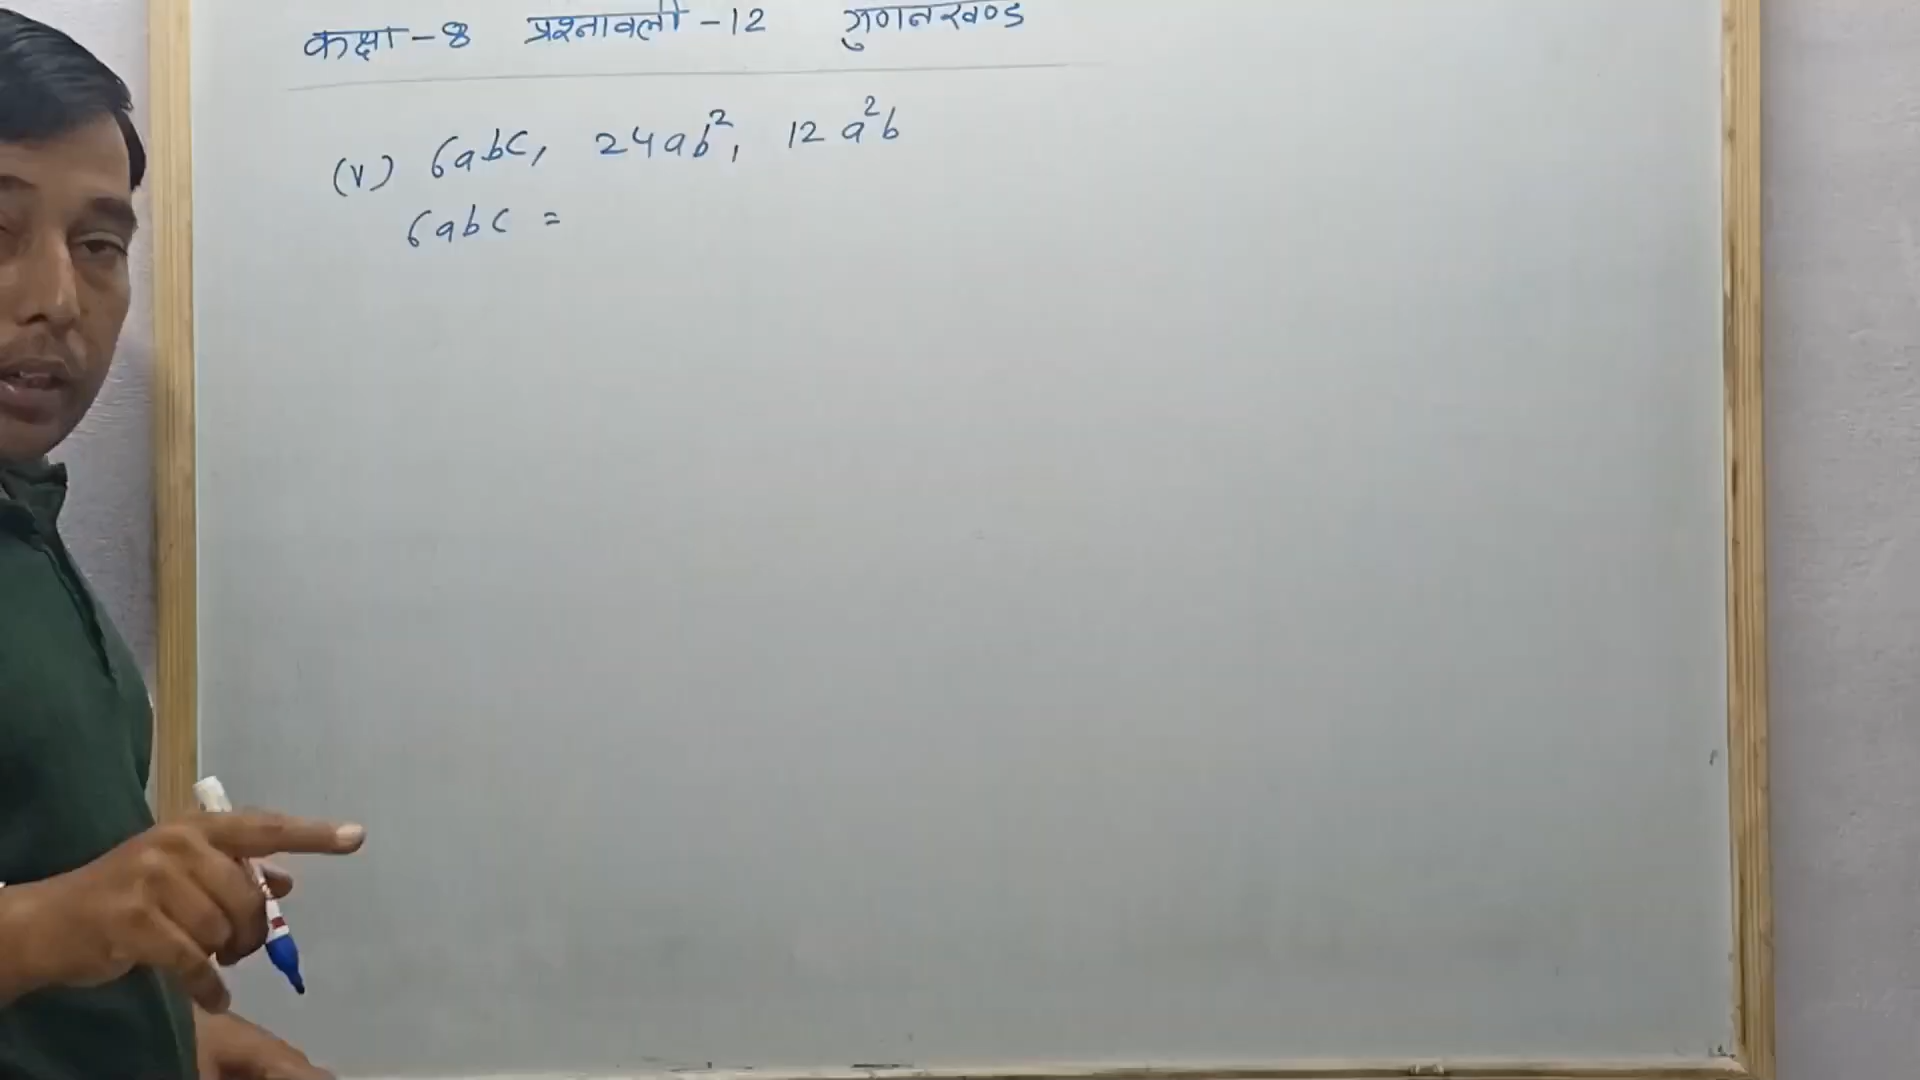 कक्षा -8 प्रश्नावली -12 गुणनखण्ड
(v) 6abc, 24ab², 12a²b
6abc =